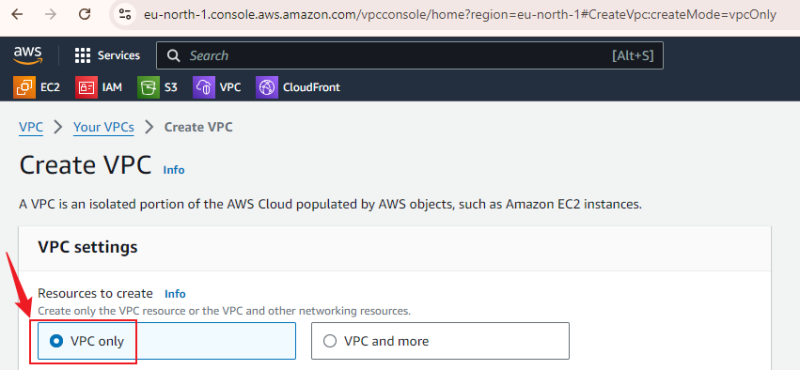 eu-north-1.console.aws.amazon.com/vpcconsole/home?region=eu-north-1#CreateVpc:createMode=vpcOnly
aws Services Search [Alt+S]
EC2 IAM S3 VPC CloudFront
VPC > Your VPCs > Create VPC
Create VPC Info
A VPC is an isolated portion of the AWS Cloud populated by AWS objects, such as Amazon EC2 instances.
VPC settings
Resources to create Info
Create only the VPC resource or the VPC and other networking resources.
VPC only VPC and more